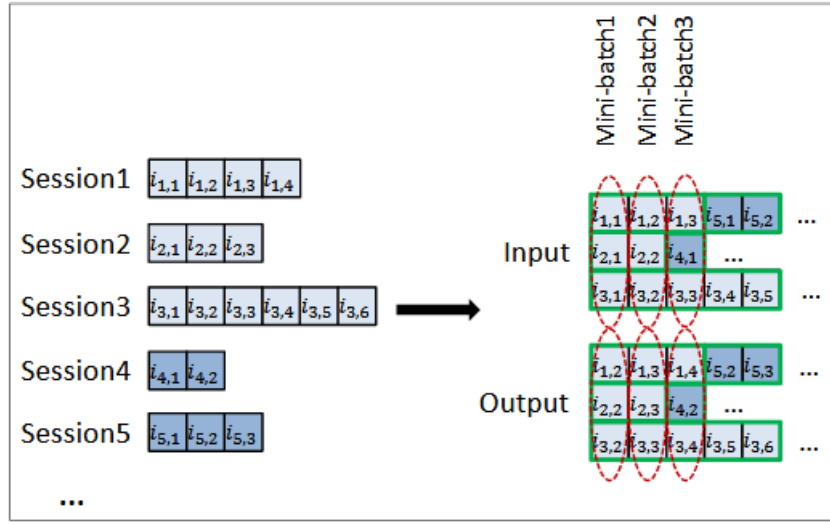 Mini-batch1
Mini-batch2
Mini-batch3
Session1 i1,1 i1,2 i1,3 i1,4
Session2 i2,1 i2,2 i2,3
Session3 i3,1 i3,2 i3,3 i3,4 i3,5 i3,6
Session4 i4,1 i4,2
Session5 i5,1 i5,2 i5,3
...
Input
i1,1 i1,2 i1,3 i5,1 i5,2 ...
i2,1 i2,2 i4,1 ...
i3,1 i3,2 i3,3 i3,4 i3,5 ...
Output
i1,2 i1,3 i1,4 i5,2 i5,3 ...
i2,2 i2,3 i4,2 ...
i3,2 i3,3 i3,4 i3,5 i3,6 ...